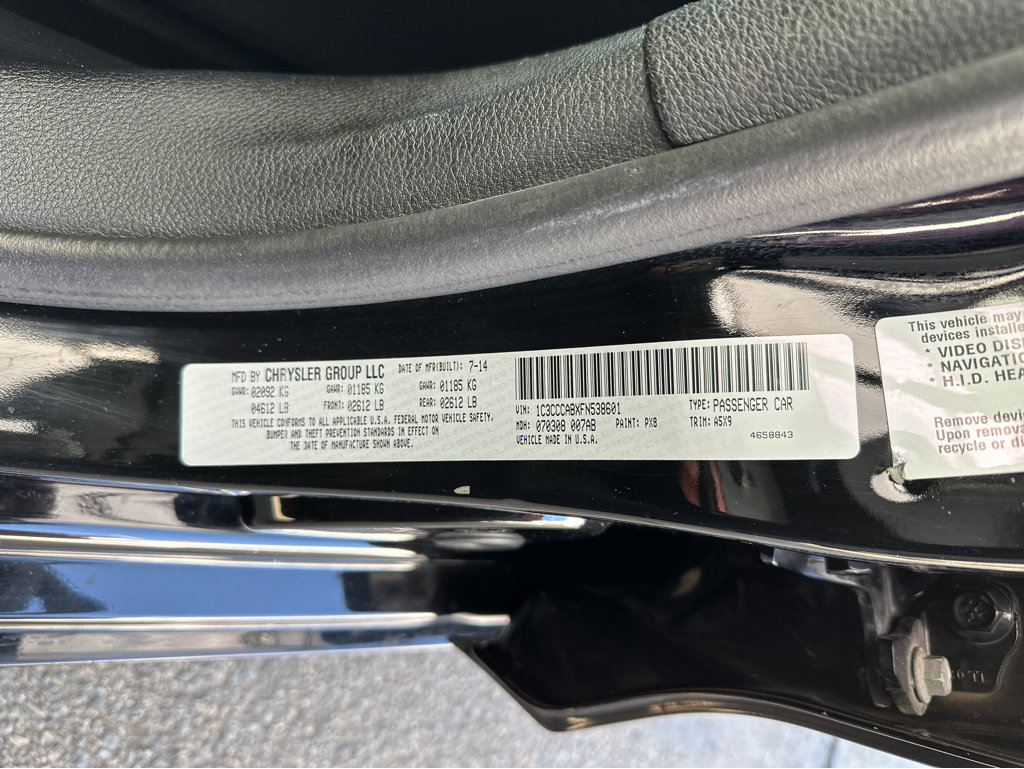 MFD BY CHRYSLER GROUP LLC DATE OF MFR(BUILT): 7-14
GVWR: 02092 KG GAWR: 01185 KG GAWR: 01185 KG
04612 LB FRONT: 02612 LB REAR: 02612 LB
THIS VEHICLE CONFORMS TO ALL APPLICABLE U.S.A. FEDERAL MOTOR VEHICLE SAFETY,
BUMPER AND THEFT PREVENTION STANDARDS IN EFFECT ON
THE DATE OF MANUFACTURE SHOWN ABOVE.
VIN: 1C3CCCABXFN538601 TYPE: PASSENGER CAR
MDH: 070308 007AB PAINT: PX8 TRIM: A5X9
VEHICLE MADE IN U.S.A. 4658843
This vehicle may
devices installe
* VIDEO DIS
* NAVIGATIO
* H.I.D. HEA
Remove device
Upon remova
recycle or di